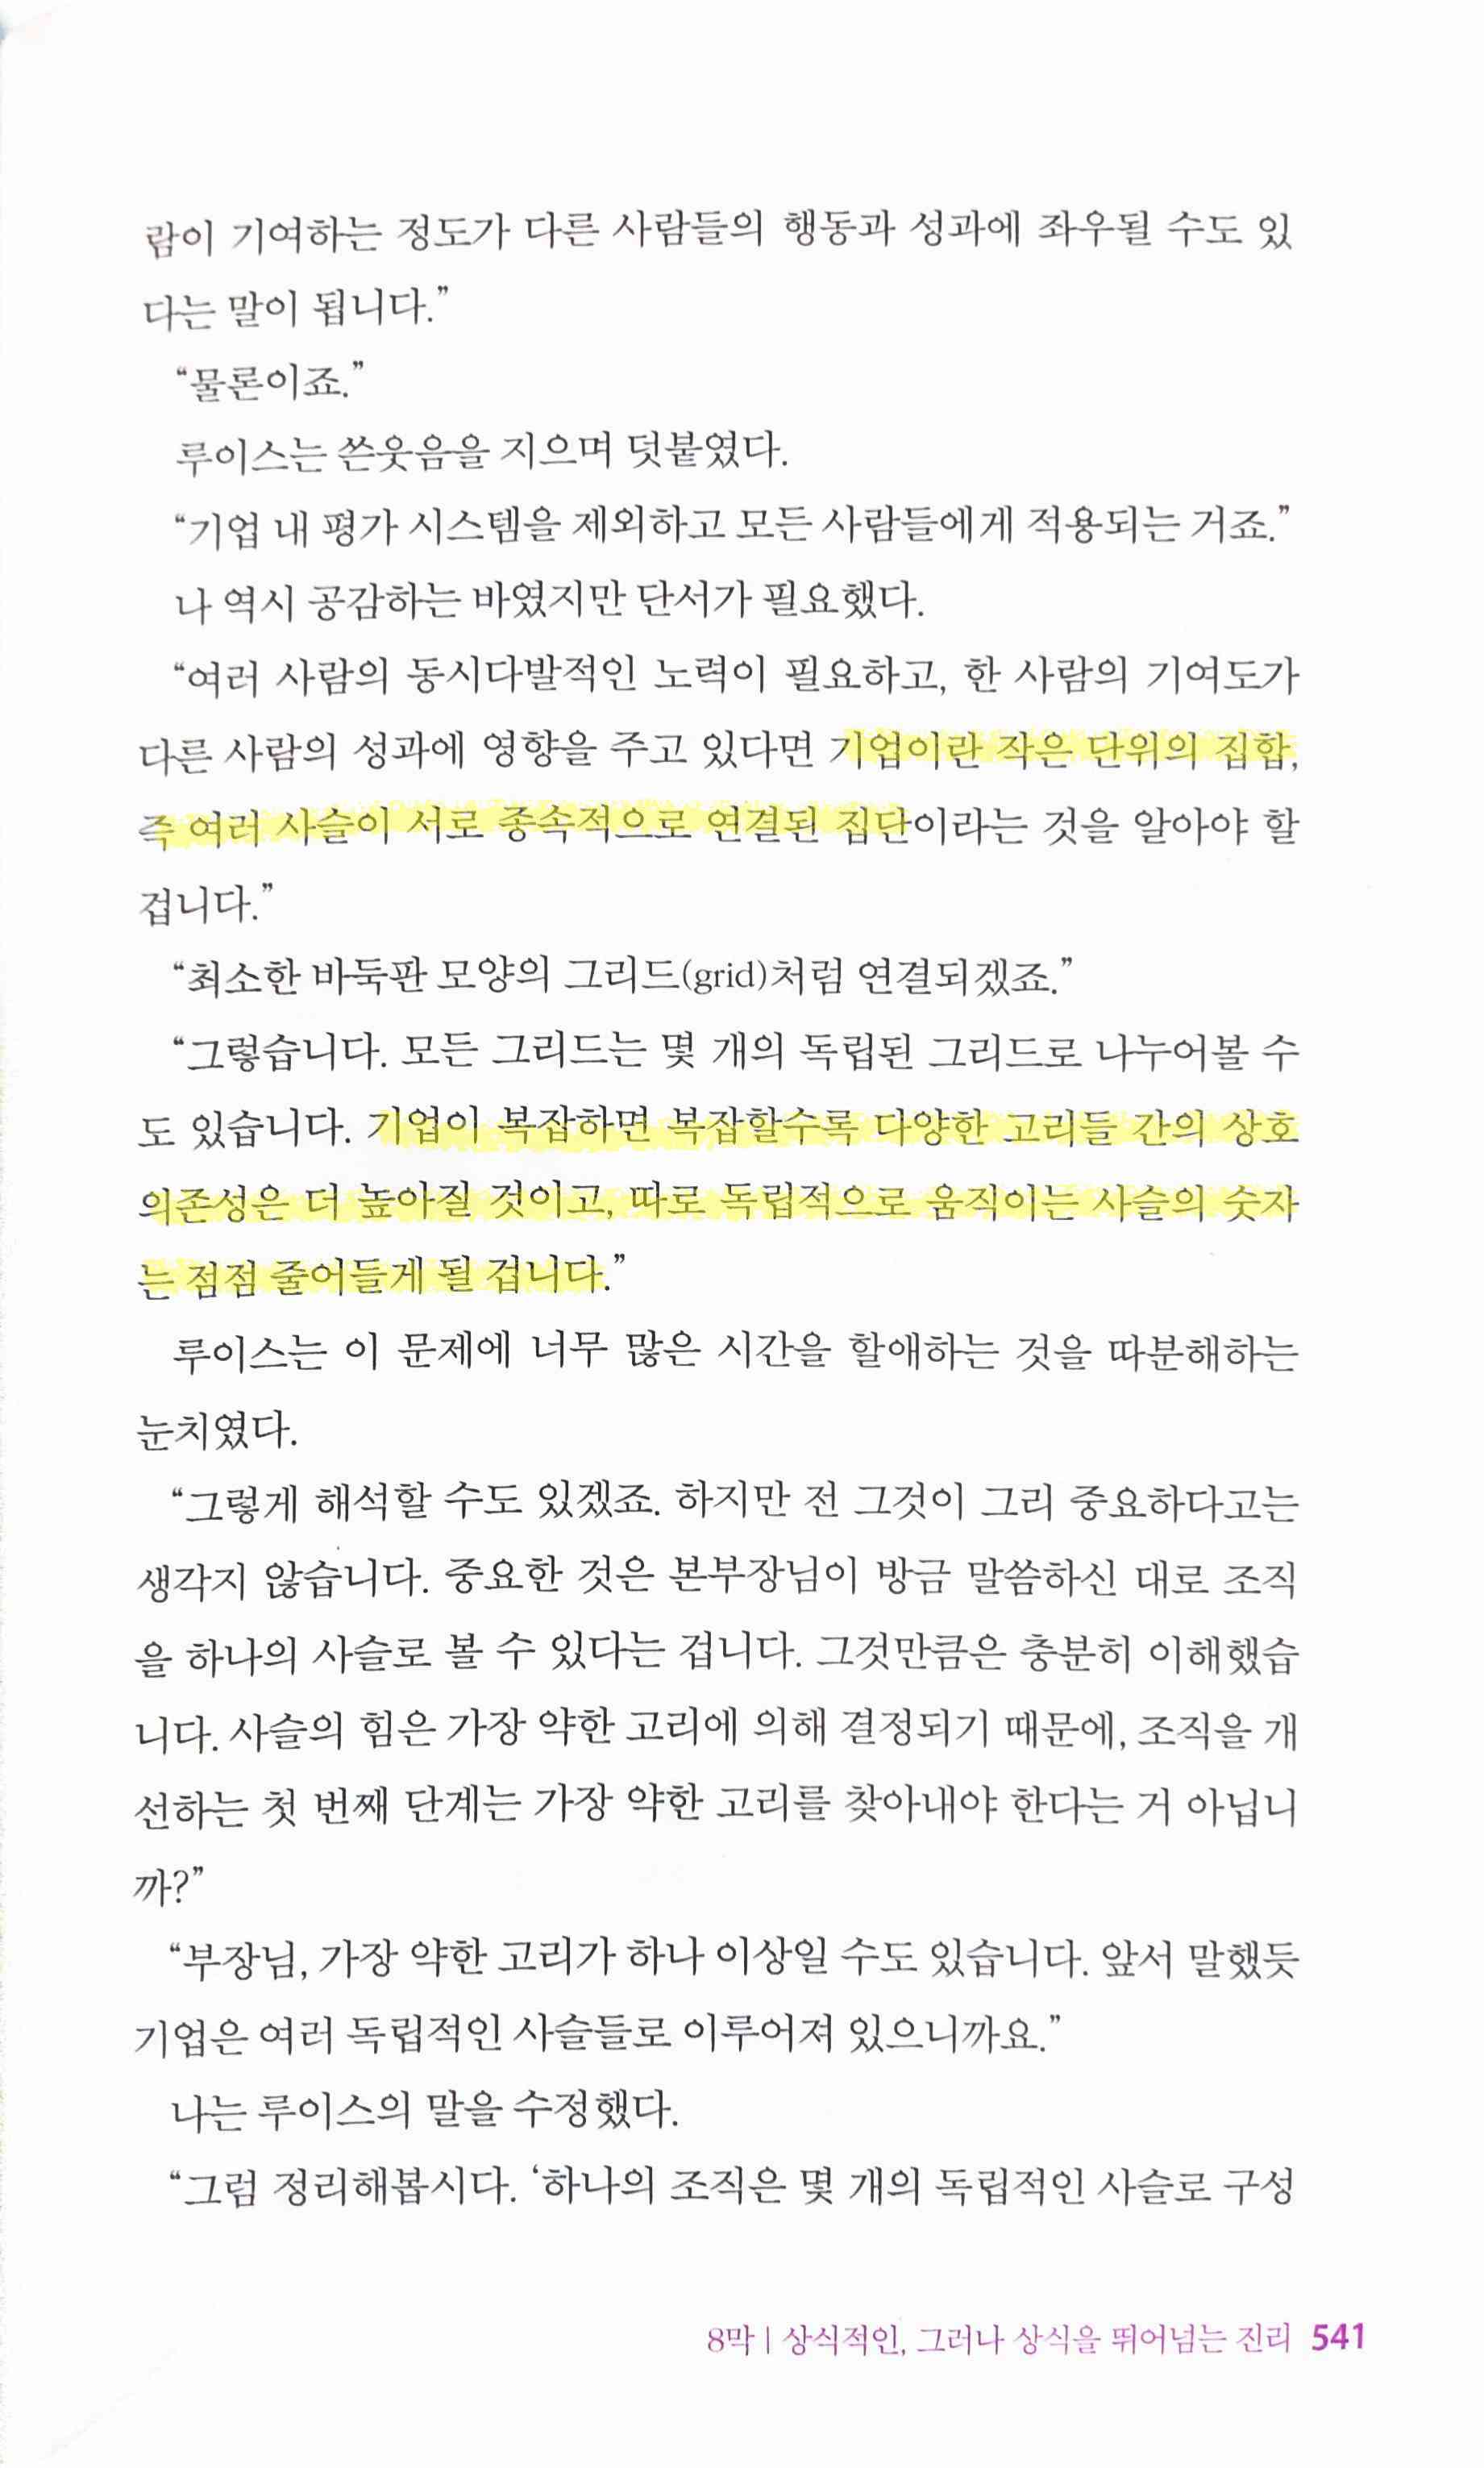 람이 기여하는 정도가 다른 사람들의 행동과 성과에 좌우될 수도 있
다는 말이 됩니다.”
“물론이죠.”
루이스는 쓴웃음을 지으며 덧붙였다.
“기업 내 평가 시스템을 제외하고 모든 사람들에게 적용되는 거죠.”
나 역시 공감하는 바였지만 단서가 필요했다.
“여러 사람의 동시다발적인 노력이 필요하고, 한 사람의 기여도가
다른 사람의 성과에 영향을 주고 있다면 기업이란 작은 단위의 집합,
즉 여러 사슬이 서로 종속적으로 연결된 집단이라는 것을 알아야 할
겁니다.”
“최소한 바둑판 모양의 그리드(grid)처럼 연결되겠죠.”
“그렇습니다. 모든 그리드는 몇 개의 독립된 그리드로 나누어볼 수
도 있습니다. 기업이 복잡하면 복잡할수록 다양한 고리들 간의 상호
의존성은 더 높아질 것이고, 따로 독립적으로 움직이는 사슬의 숫자
는 점점 줄어들게 될 겁니다.”
루이스는 이 문제에 너무 많은 시간을 할애하는 것을 따분해하는
눈치였다.
“그렇게 해석할 수도 있겠죠. 하지만 전 그것이 그리 중요하다고는
생각지 않습니다. 중요한 것은 본부장님이 방금 말씀하신 대로 조직
을 하나의 사슬로 볼 수 있다는 겁니다. 그것만큼은 충분히 이해했습
니다. 사슬의 힘은 가장 약한 고리에 의해 결정되기 때문에, 조직을 개
선하는 첫 번째 단계는 가장 약한 고리를 찾아내야 한다는 거 아닙니
까?”
“부장님, 가장 약한 고리가 하나 이상일 수도 있습니다. 앞서 말했듯
기업은 여러 독립적인 사슬들로 이루어져 있으니까요.”
나는 루이스의 말을 수정했다.
“그럼 정리해봅시다. ‘하나의 조직은 몇 개의 독립적인 사슬로 구성
8막 | 상식적인, 그러나 상식을 뛰어넘는 진리 541